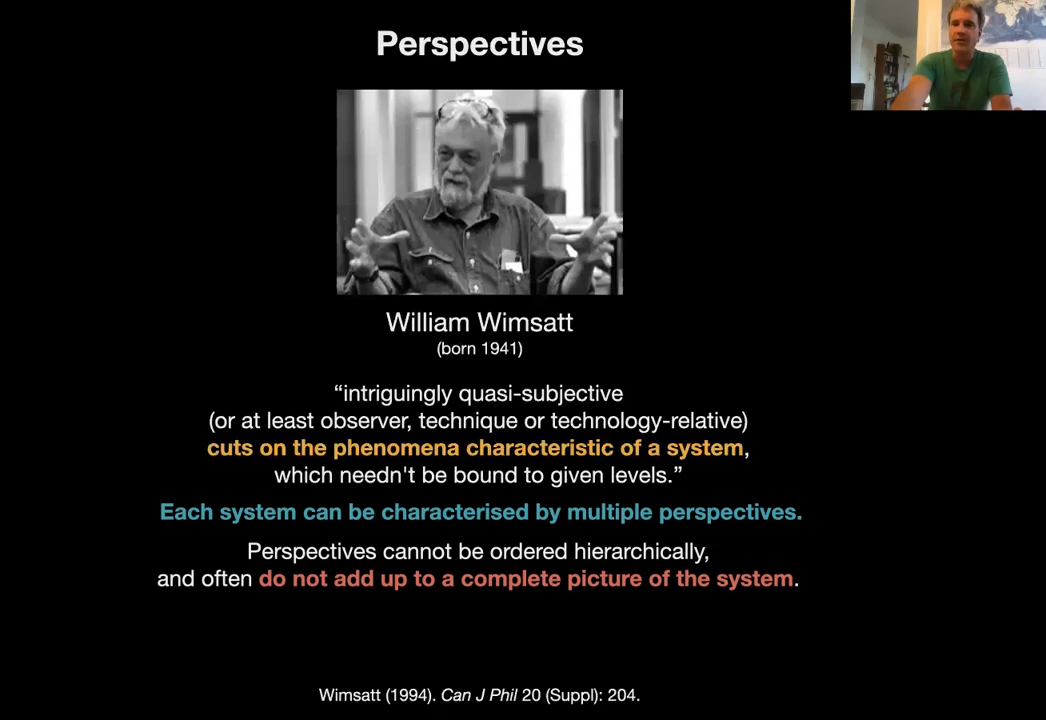 Perspectives
William Wimsatt
(born 1941)
“intriguingly quasi-subjective
(or at least observer, technique or technology-relative)
cuts on the phenomena characteristic of a system,
which needn't be bound to given levels.”
Each system can be characterised by multiple perspectives.
Perspectives cannot be ordered hierarchically,
and often do not add up to a complete picture of the system.
Wimsatt (1994). Can J Phil 20 (Suppl): 204.